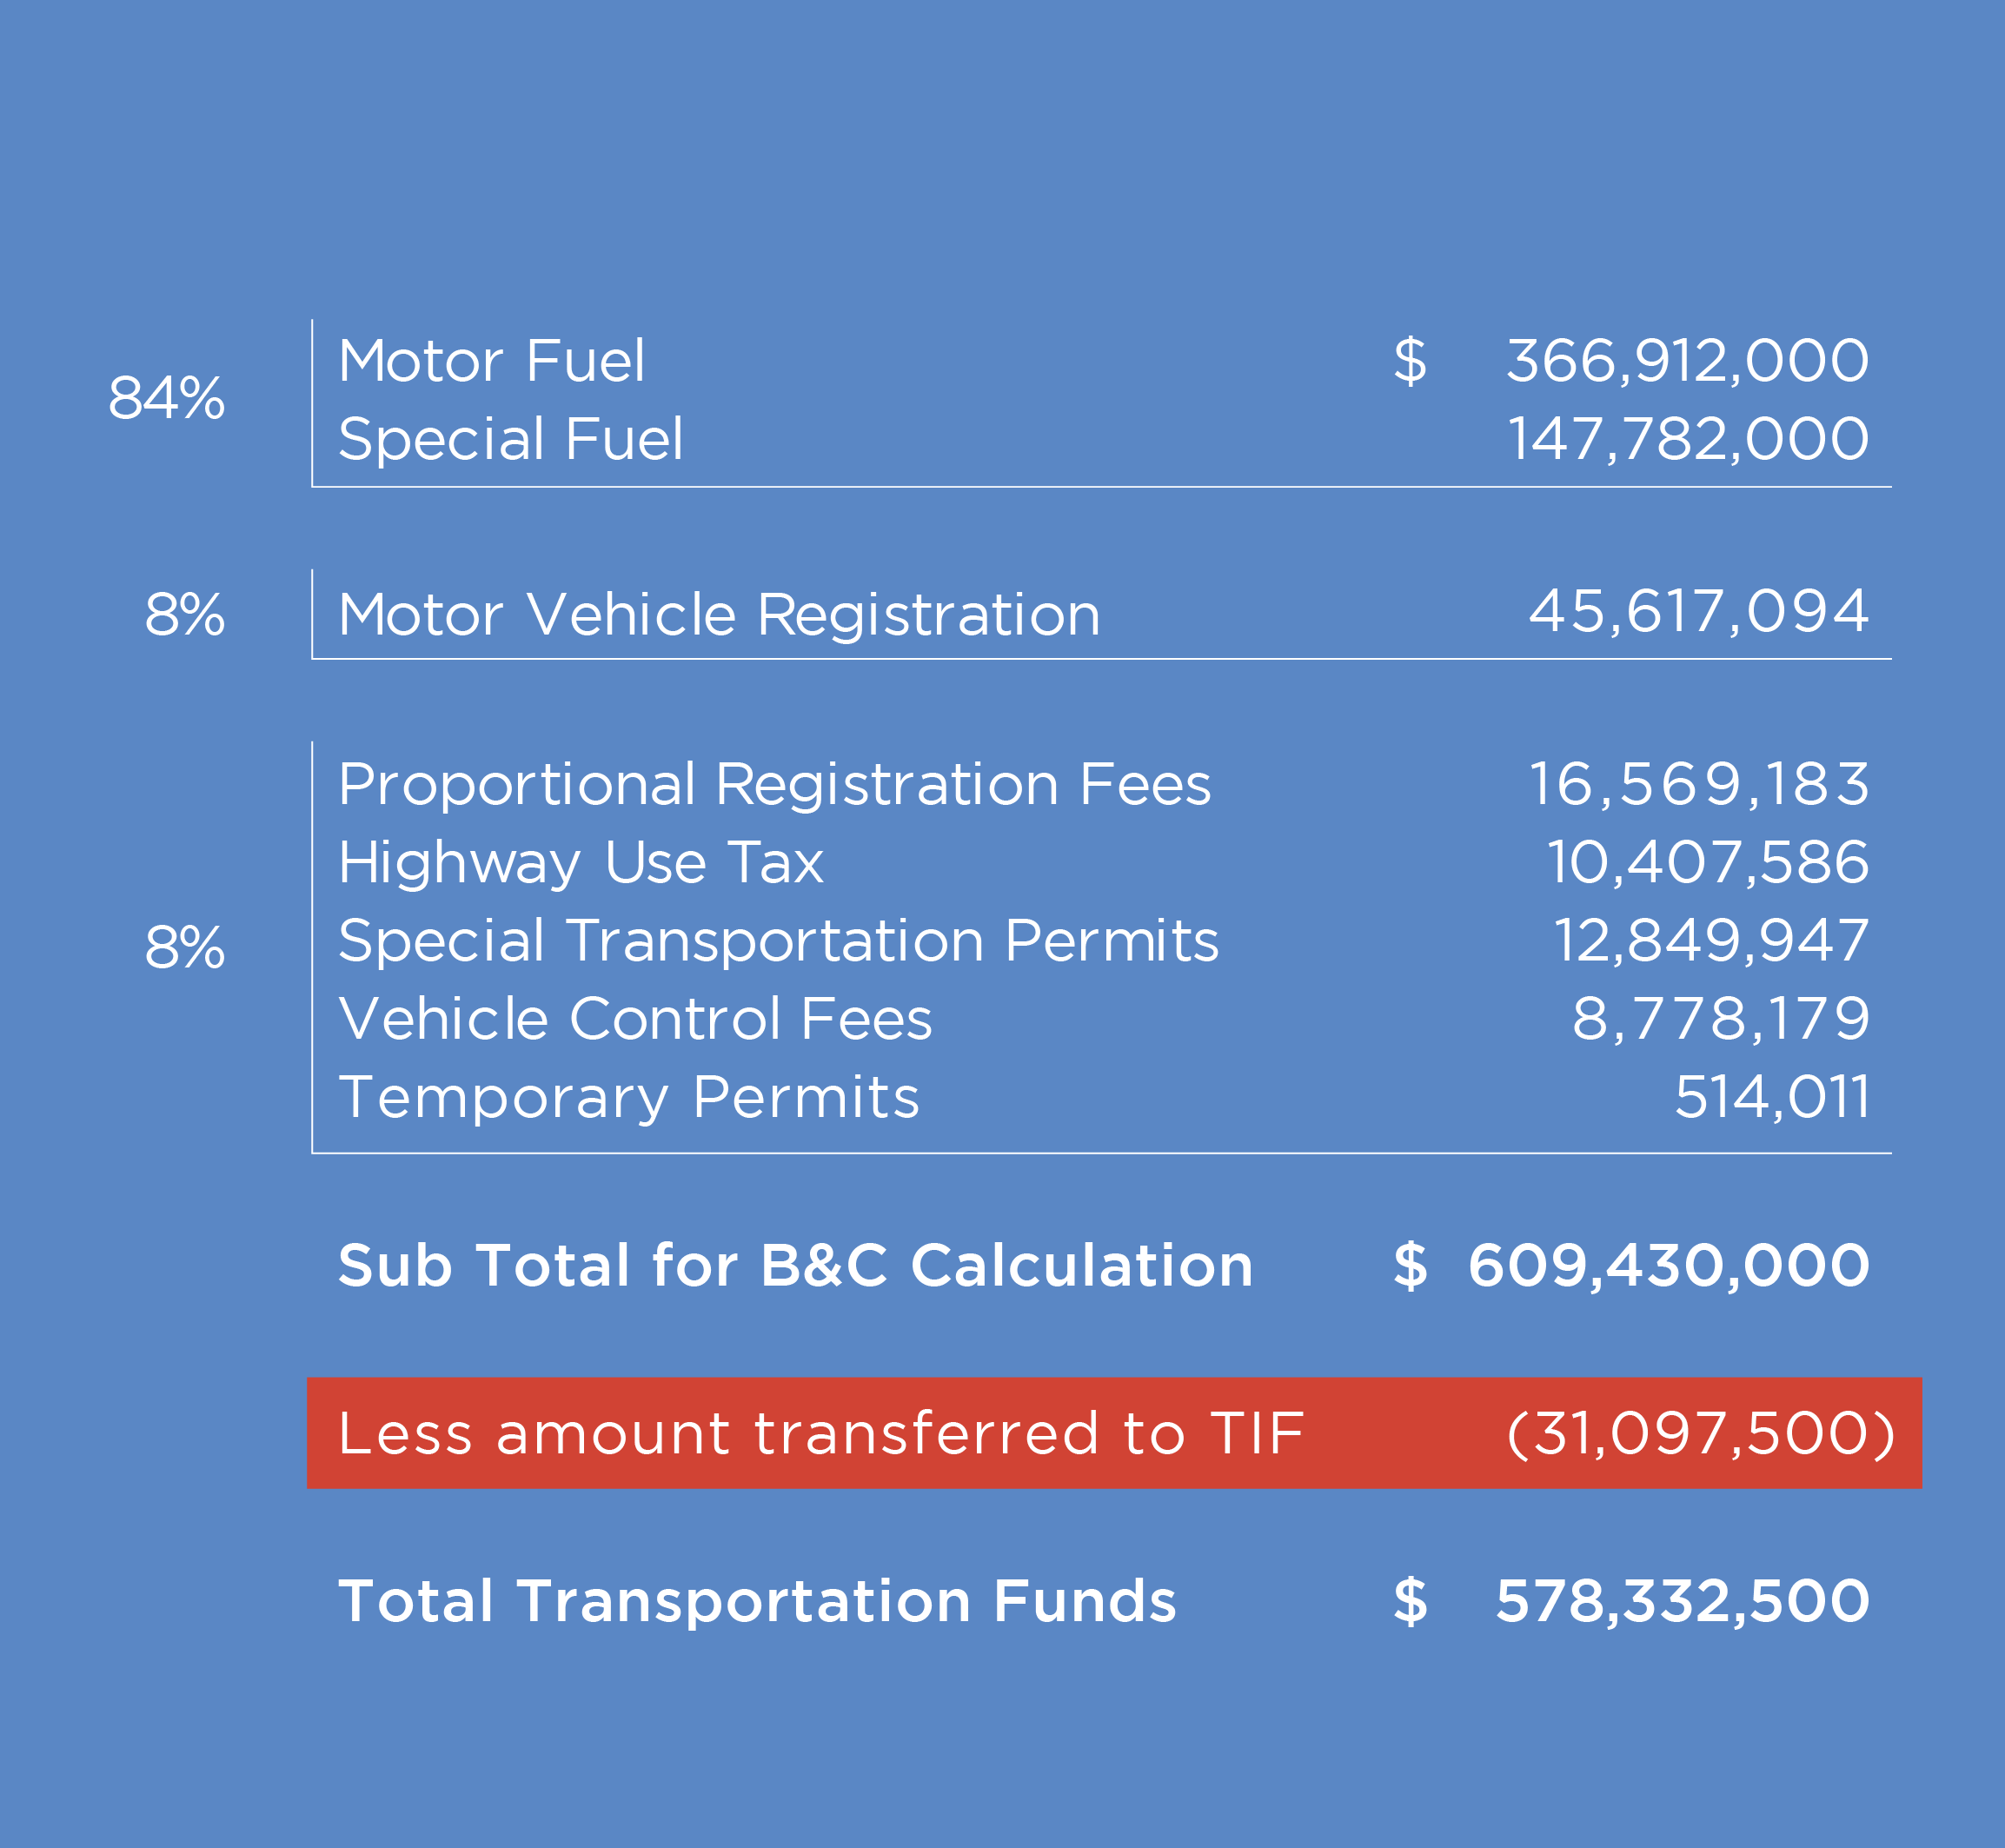 84%
Motor Fuel $ 366,912,000
Special Fuel 147,782,000
8% Motor Vehicle Registration 45,617,094
Proportional Registration Fees 16,569,183
Highway Use Tax 10,407,586
8% Special Transportation Permits 12,849,947
Vehicle Control Fees 8,778,179
Temporary Permits 514,011
Sub Total for B&C Calculation $ 609,430,000
Less amount transferred to TIF (31,097,500)
Total Transportation Funds $ 578,332,500